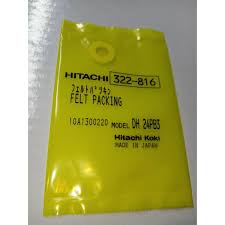 HITACHI 322-816
フェルトパツキン
FELT PACKING
10A1300220 MODEL DH 24PB3
Hitachi Koki
MADE IN JAPAN